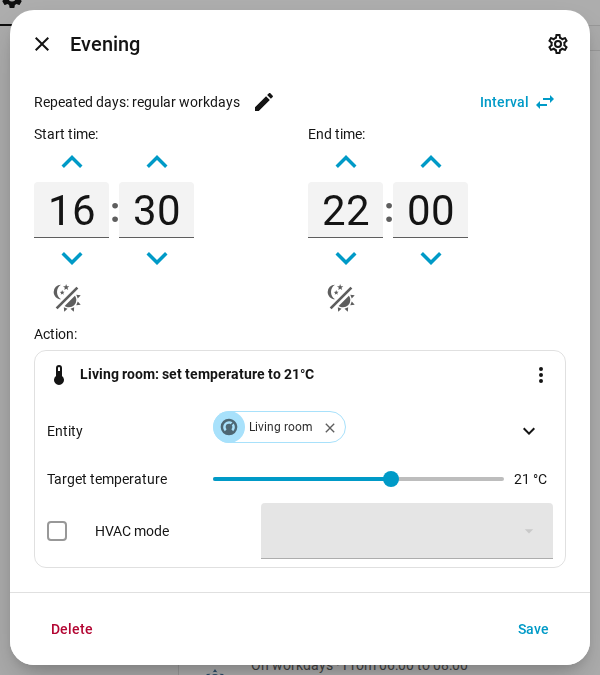 Evening
Repeated days: regular workdays
Interval
Start time:
End time:
16 : 30
22 : 00
Action:
Living room: set temperature to 21°C
Entity
Living room
Target temperature
21 °C
HVAC mode
Delete
Save